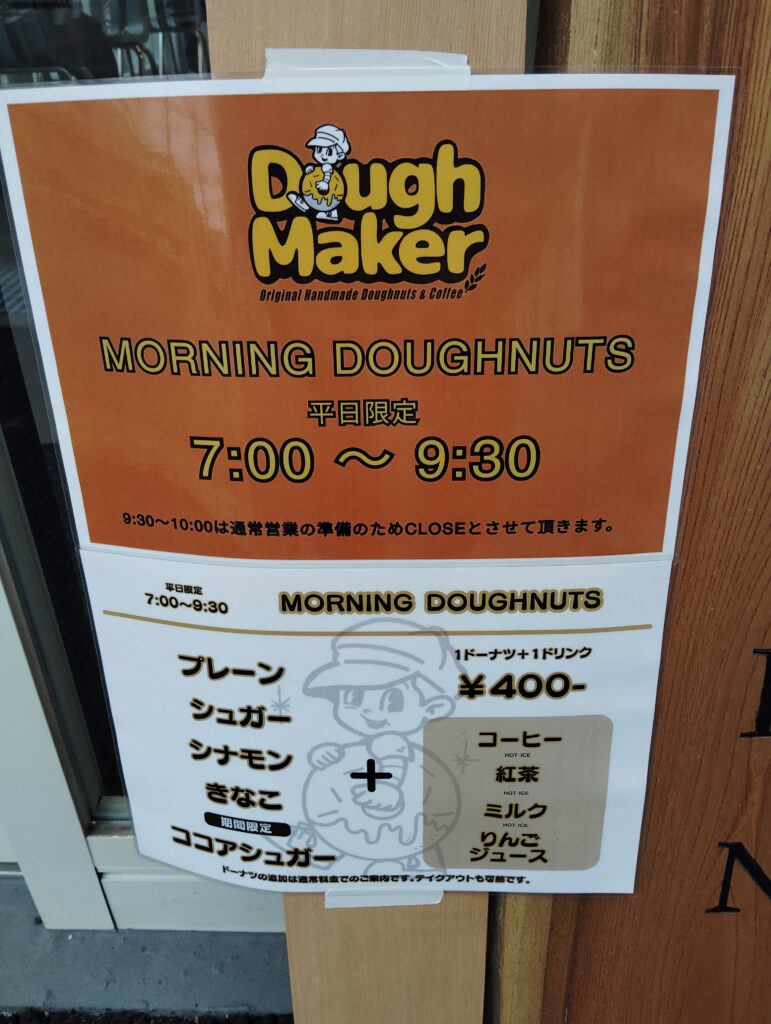 Dough
Maker
Original Handmade Doughnuts & Coffee
MORNING DOUGHNUTS
平日限定
7:00 ～ 9:30
9:30～10:00は通常営業の準備のためCLOSEとさせて頂きます。
平日限定
7:00～9:30
MORNING DOUGHNUTS
プレーン
シュガー
シナモン
きなこ
期間限定
ココアシュガー
+
1ドーナツ+1ドリンク
¥400-
コーヒー
HOT・ICE
紅茶
HOT・ICE
ミルク
HOT・ICE
りんご
ジュース
ドーナツの追加は通常料金でのご案内です。テイクアウトも可能です。
N